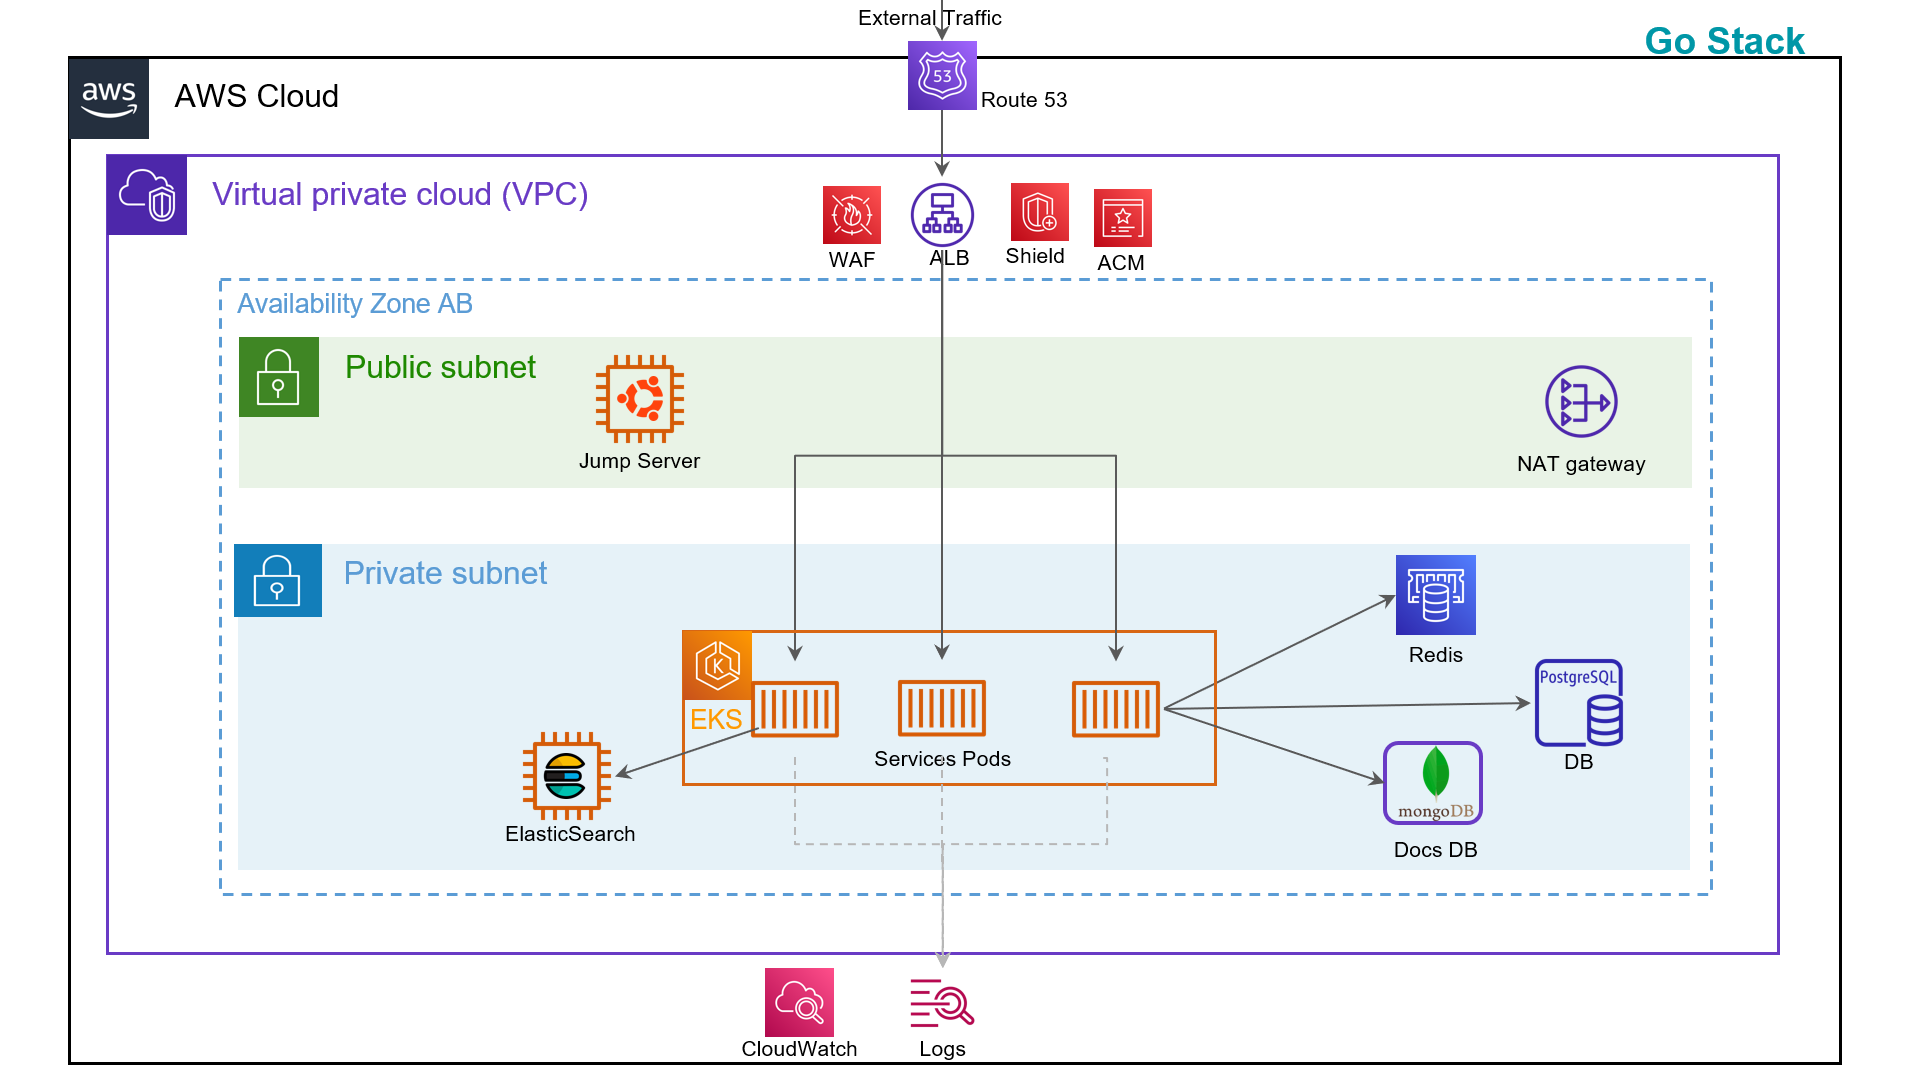 External Traffic
Go Stack
aws
AWS Cloud
53
Route 53
Virtual private cloud (VPC)
WAF
ALB
Shield
ACM
Availability Zone AB
Public subnet
Jump Server
NAT gateway
Private subnet
Redis
K
EKS
PostgreSQL
Services Pods
DB
mongoDB
ElasticSearch
Docs DB
CloudWatch
Logs